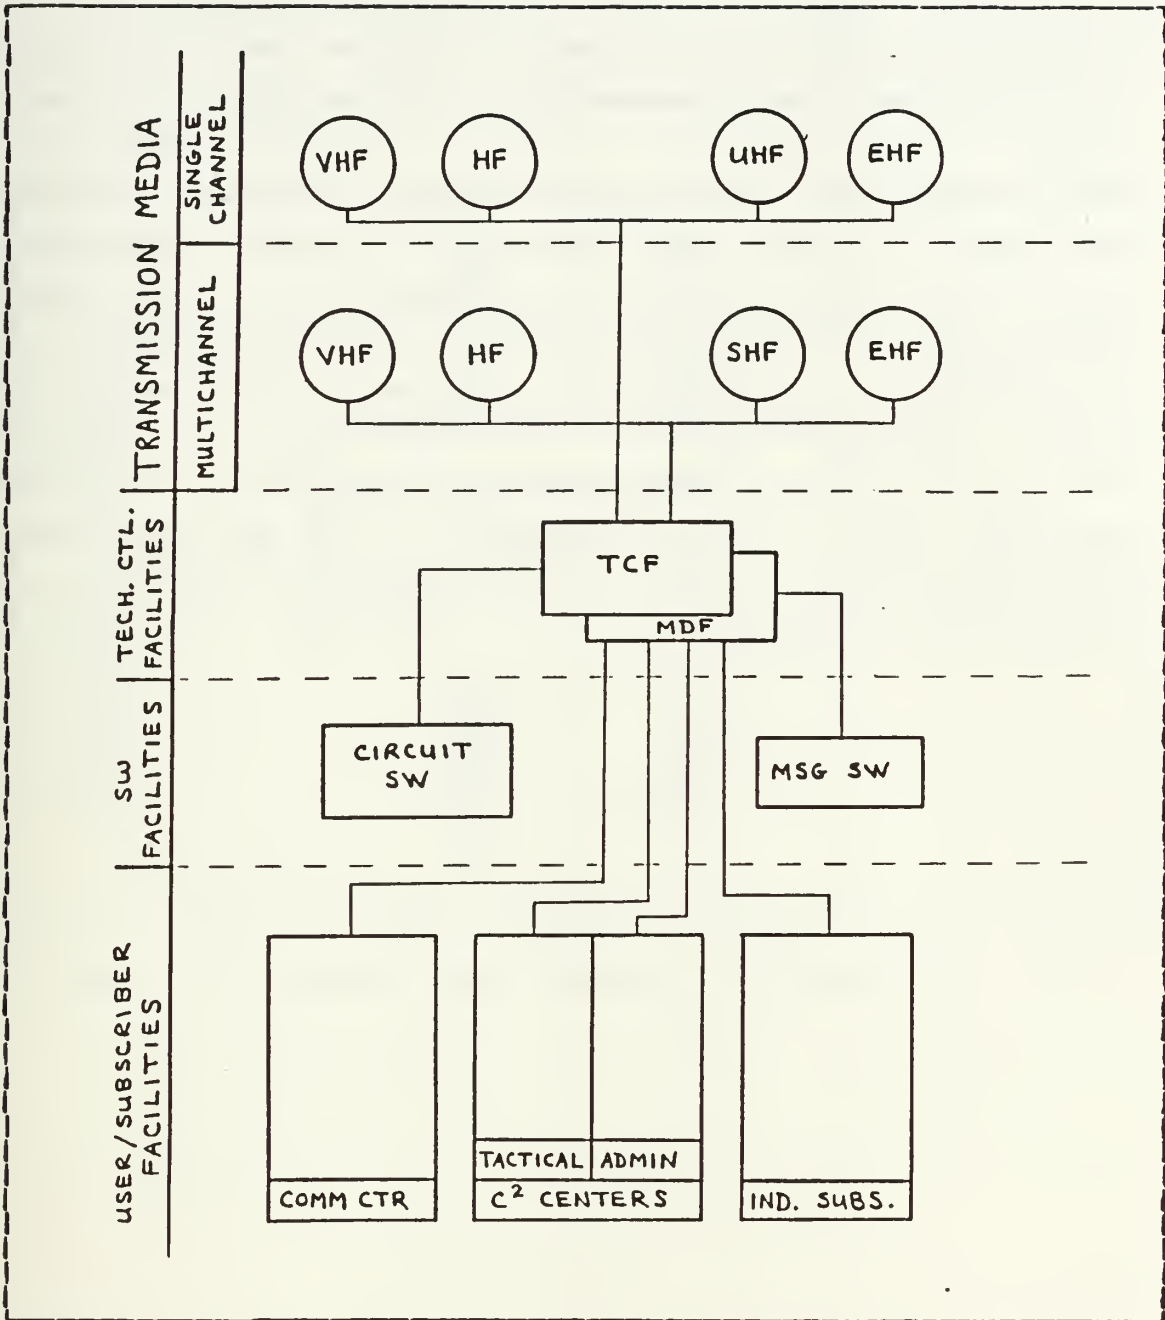 TRANSMISSION MEDIA
SINGLE
CHANNEL
VHF
HF
UHF
EHF
MULTICHANNEL
VHF
HF
SHF
EHF
TECH. CTL.
FACILITIES
TCF
MDF
SW
FACILITIES
CIRCUIT
SW
MSG SW
USER/SUBSCRIBER
FACILITIES
TACTICAL
ADMIN
COMM CTR
C² CENTERS
IND. SUBS.